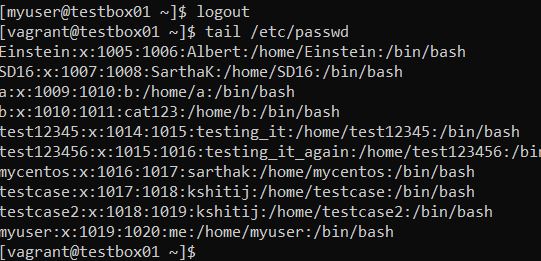 [myuser@testbox01 ~]$ logout
[vagrant@testbox01 ~]$ tail /etc/passwd
Einstein:x:1005:1006:Albert:/home/Einstein:/bin/bash
SD16:x:1007:1008:SarthaK:/home/SD16:/bin/bash
a:x:1009:1010:b:/home/a:/bin/bash
b:x:1010:1011:cat123:/home/b:/bin/bash
test12345:x:1014:1015:testing_it:/home/test12345:/bin/bash
test123456:x:1015:1016:testing_it_again:/home/test123456:/bin
mycentos:x:1016:1017:sarthak:/home/mycentos:/bin/bash
testcase:x:1017:1018:kshitij:/home/testcase:/bin/bash
testcase2:x:1018:1019:kshitij:/home/testcase2:/bin/bash
myuser:x:1019:1020:me:/home/myuser:/bin/bash
[vagrant@testbox01 ~]$